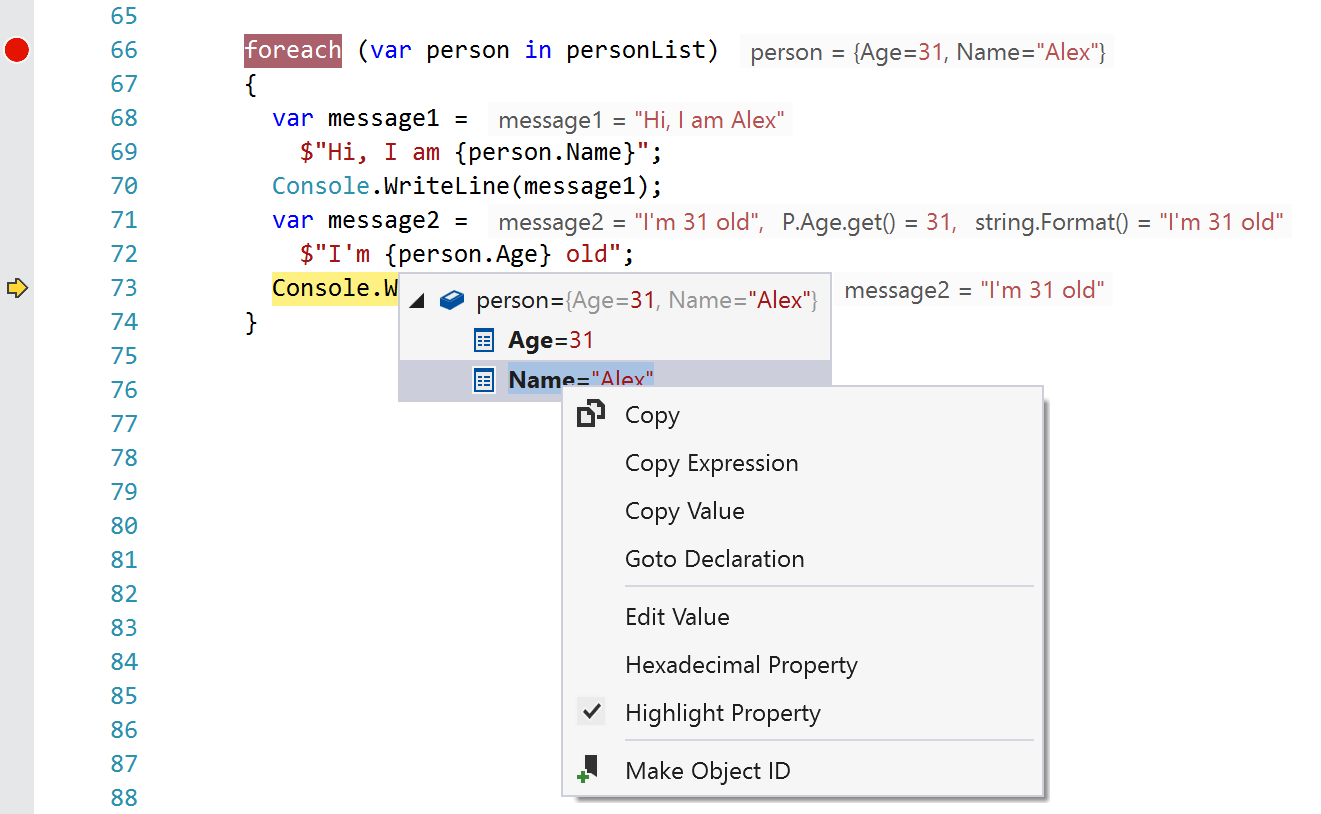 65
66 foreach (var person in personList) person = {Age=31, Name="Alex"}
67 {
68 var message1 = message1 = "Hi, I am Alex"
69 $"Hi, I am {person.Name}";
70 Console.WriteLine(message1);
71 var message2 = message2 = "I'm 31 old", P.Age.get() = 31, string.Format() = "I'm 31 old"
72 $"I'm {person.Age} old";
73 Console.W message2 = "I'm 31 old"
person={Age=31, Name="Alex"}
74 }
Age=31
75
76
Name="Alex"
77
Copy
78
Copy Expression
79
Copy Value
80
81
Goto Declaration
82
83
Edit Value
84
Hexadecimal Property
85
86
Highlight Property
87
Make Object ID
88